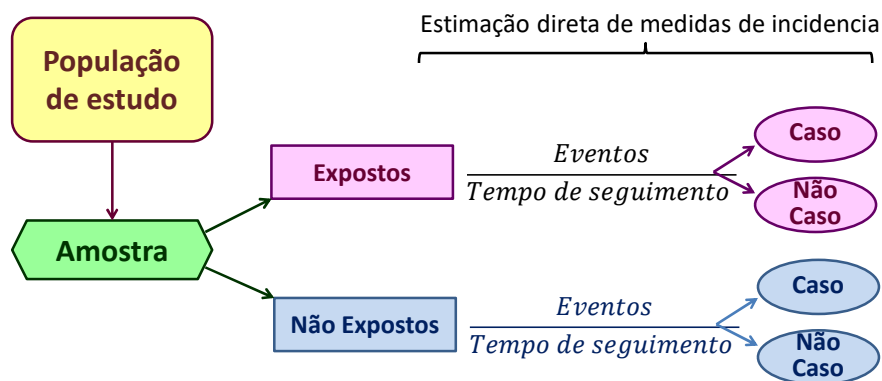 Estimação direta de medidas de incidencia
População
de estudo
Amostra
Expostos
Eventos
Tempo de seguimento
Caso
Não
Caso
Não Expostos
Eventos
Tempo de seguimento
Caso
Não
Caso